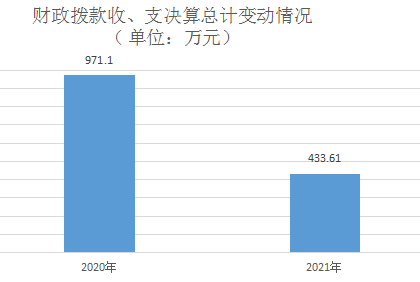 财政拨款收、支决算总计变动情况
（ 单位：万元）
971.1
433.61
2020年
2021年